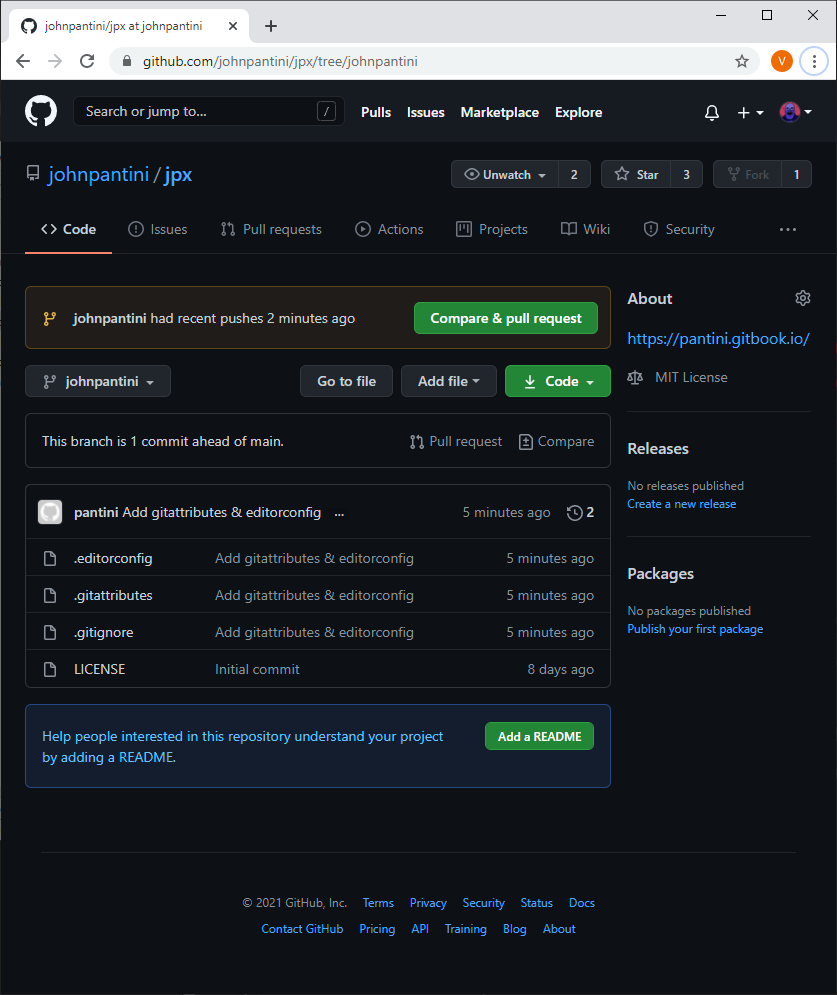 johnpantini/jpx at johnpantini
github.com/johnpantini/jpx/tree/johnpantini
V
Search or jump to...
/
Pulls Issues Marketplace Explore
johnpantini / jpx
Unwatch 2
Star 3
Fork 1
Code Issues Pull requests Actions Projects Wiki Security
johnpantini had recent pushes 2 minutes ago
Compare & pull request
johnpantini
Go to file
Add file
Code
This branch is 1 commit ahead of main.
Pull request
Compare
pantini Add gitattributes & editorconfig ... 5 minutes ago 2
.editorconfig Add gitattributes & editorconfig 5 minutes ago
.gitattributes Add gitattributes & editorconfig 5 minutes ago
.gitignore Add gitattributes & editorconfig 5 minutes ago
LICENSE Initial commit 8 days ago
Help people interested in this repository understand your project
by adding a README.
Add a README
About
https://pantini.gitbook.io/
MIT License
Releases
No releases published
Create a new release
Packages
No packages published
Publish your first package
© 2021 GitHub, Inc. Terms Privacy Security Status Docs
Contact GitHub Pricing API Training Blog About